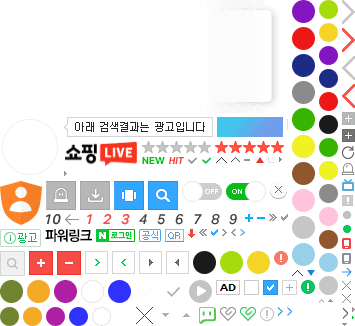 아래 검색결과는 광고입니다
쇼핑 LIVE
NEW HIT
OFF ON
10 1 2 3 4 5 6 7 8 9
광고 파워링크 N 로그인 공식 QR
AD